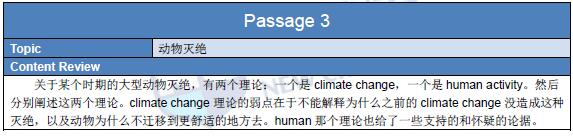 Passage 3
Topic 动物灭绝
Content Review
关于某个时期的大型动物灭绝，有两个理论：一个是 climate change，一个是 human activity。然后
分别阐述这两个理论。climate change 理论的弱点在于不能解释为什么之前的 climate change 没造成这种
灭绝，以及动物为什么不迁移到更舒适的地方去。human 那个理论也给了一些支持的和怀疑的论据。